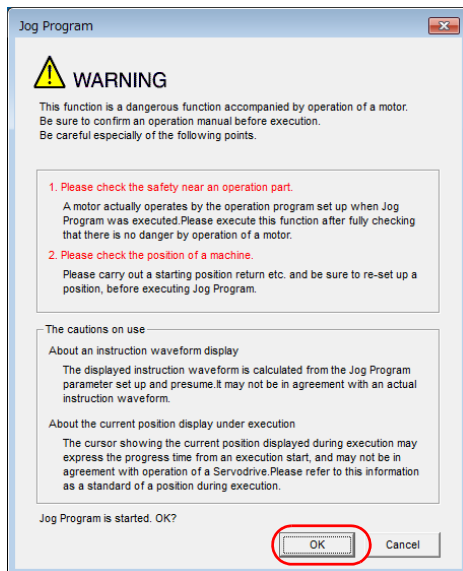 Jog Program
WARNING
This function is a dangerous function accompanied by operation of a motor.
Be sure to confirm an operation manual before execution.
Be careful especially of the following points.
1. Please check the safety near an operation part.
A motor actually operates by the operation program set up when Jog
Program was executed.Please execute this function after fully checking
that there is no danger by operation of a motor.
2. Please check the position of a machine.
Please carry out a starting position return etc. and be sure to re-set up a
position, before executing Jog Program.
The cautions on use
About an instruction waveform display
The displayed instruction waveform is calculated from the Jog Program
parameter set up and presume.It may not be in agreement with an actual
instruction waveform.
About the current position display under execution
The cursor showing the current position displayed during execution may
express the progress time from an execution start, and may not be in
agreement with operation of a Servodrive.Please refer to this information
as a standard of a position during execution.
Jog Program is started. OK?
OK
Cancel